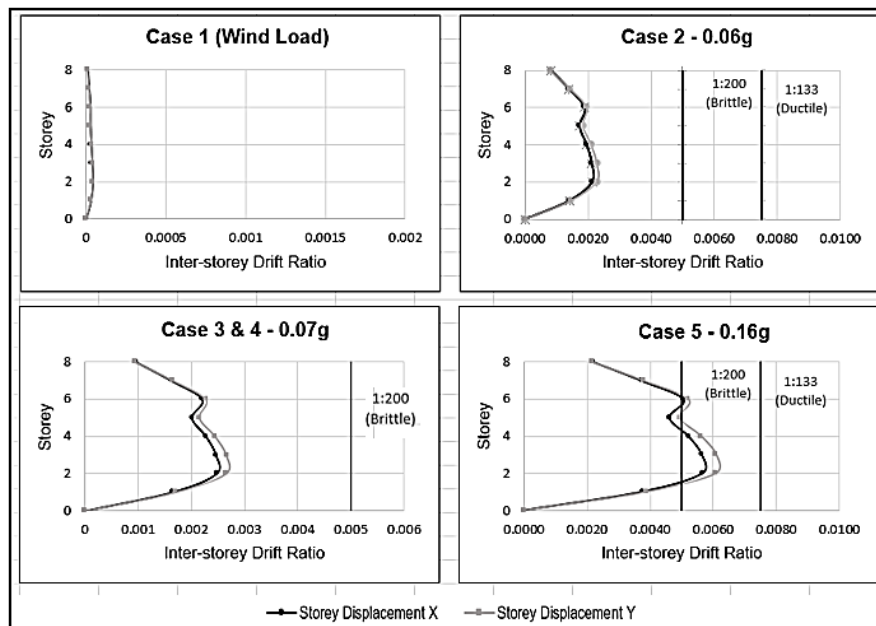 Case 1 (Wind Load)
8
6
4
2
0
Storey
0 0.0005 0.001 0.0015 0.002
Inter-storey Drift Ratio
Case 2 - 0.06g
8
6
4
2
0
Storey
1:200
(Brittle)
1:133
(Ductile)
0.0000 0.0020 0.0040 0.0060 0.0080 0.0100
Inter-storey Drift Ratio
Case 3 & 4 - 0.07g
8
6
4
2
0
Storey
1:200
(Brittle)
0 0.001 0.002 0.003 0.004 0.005 0.006
Inter-storey Drift Ratio
Case 5 - 0.16g
8
6
4
2
0
Storey
1:200
(Brittle)
1:133
(Ductile)
0.0000 0.0020 0.0040 0.0060 0.0080 0.0100
Inter-storey Drift Ratio
Storey Displacement X Storey Displacement Y